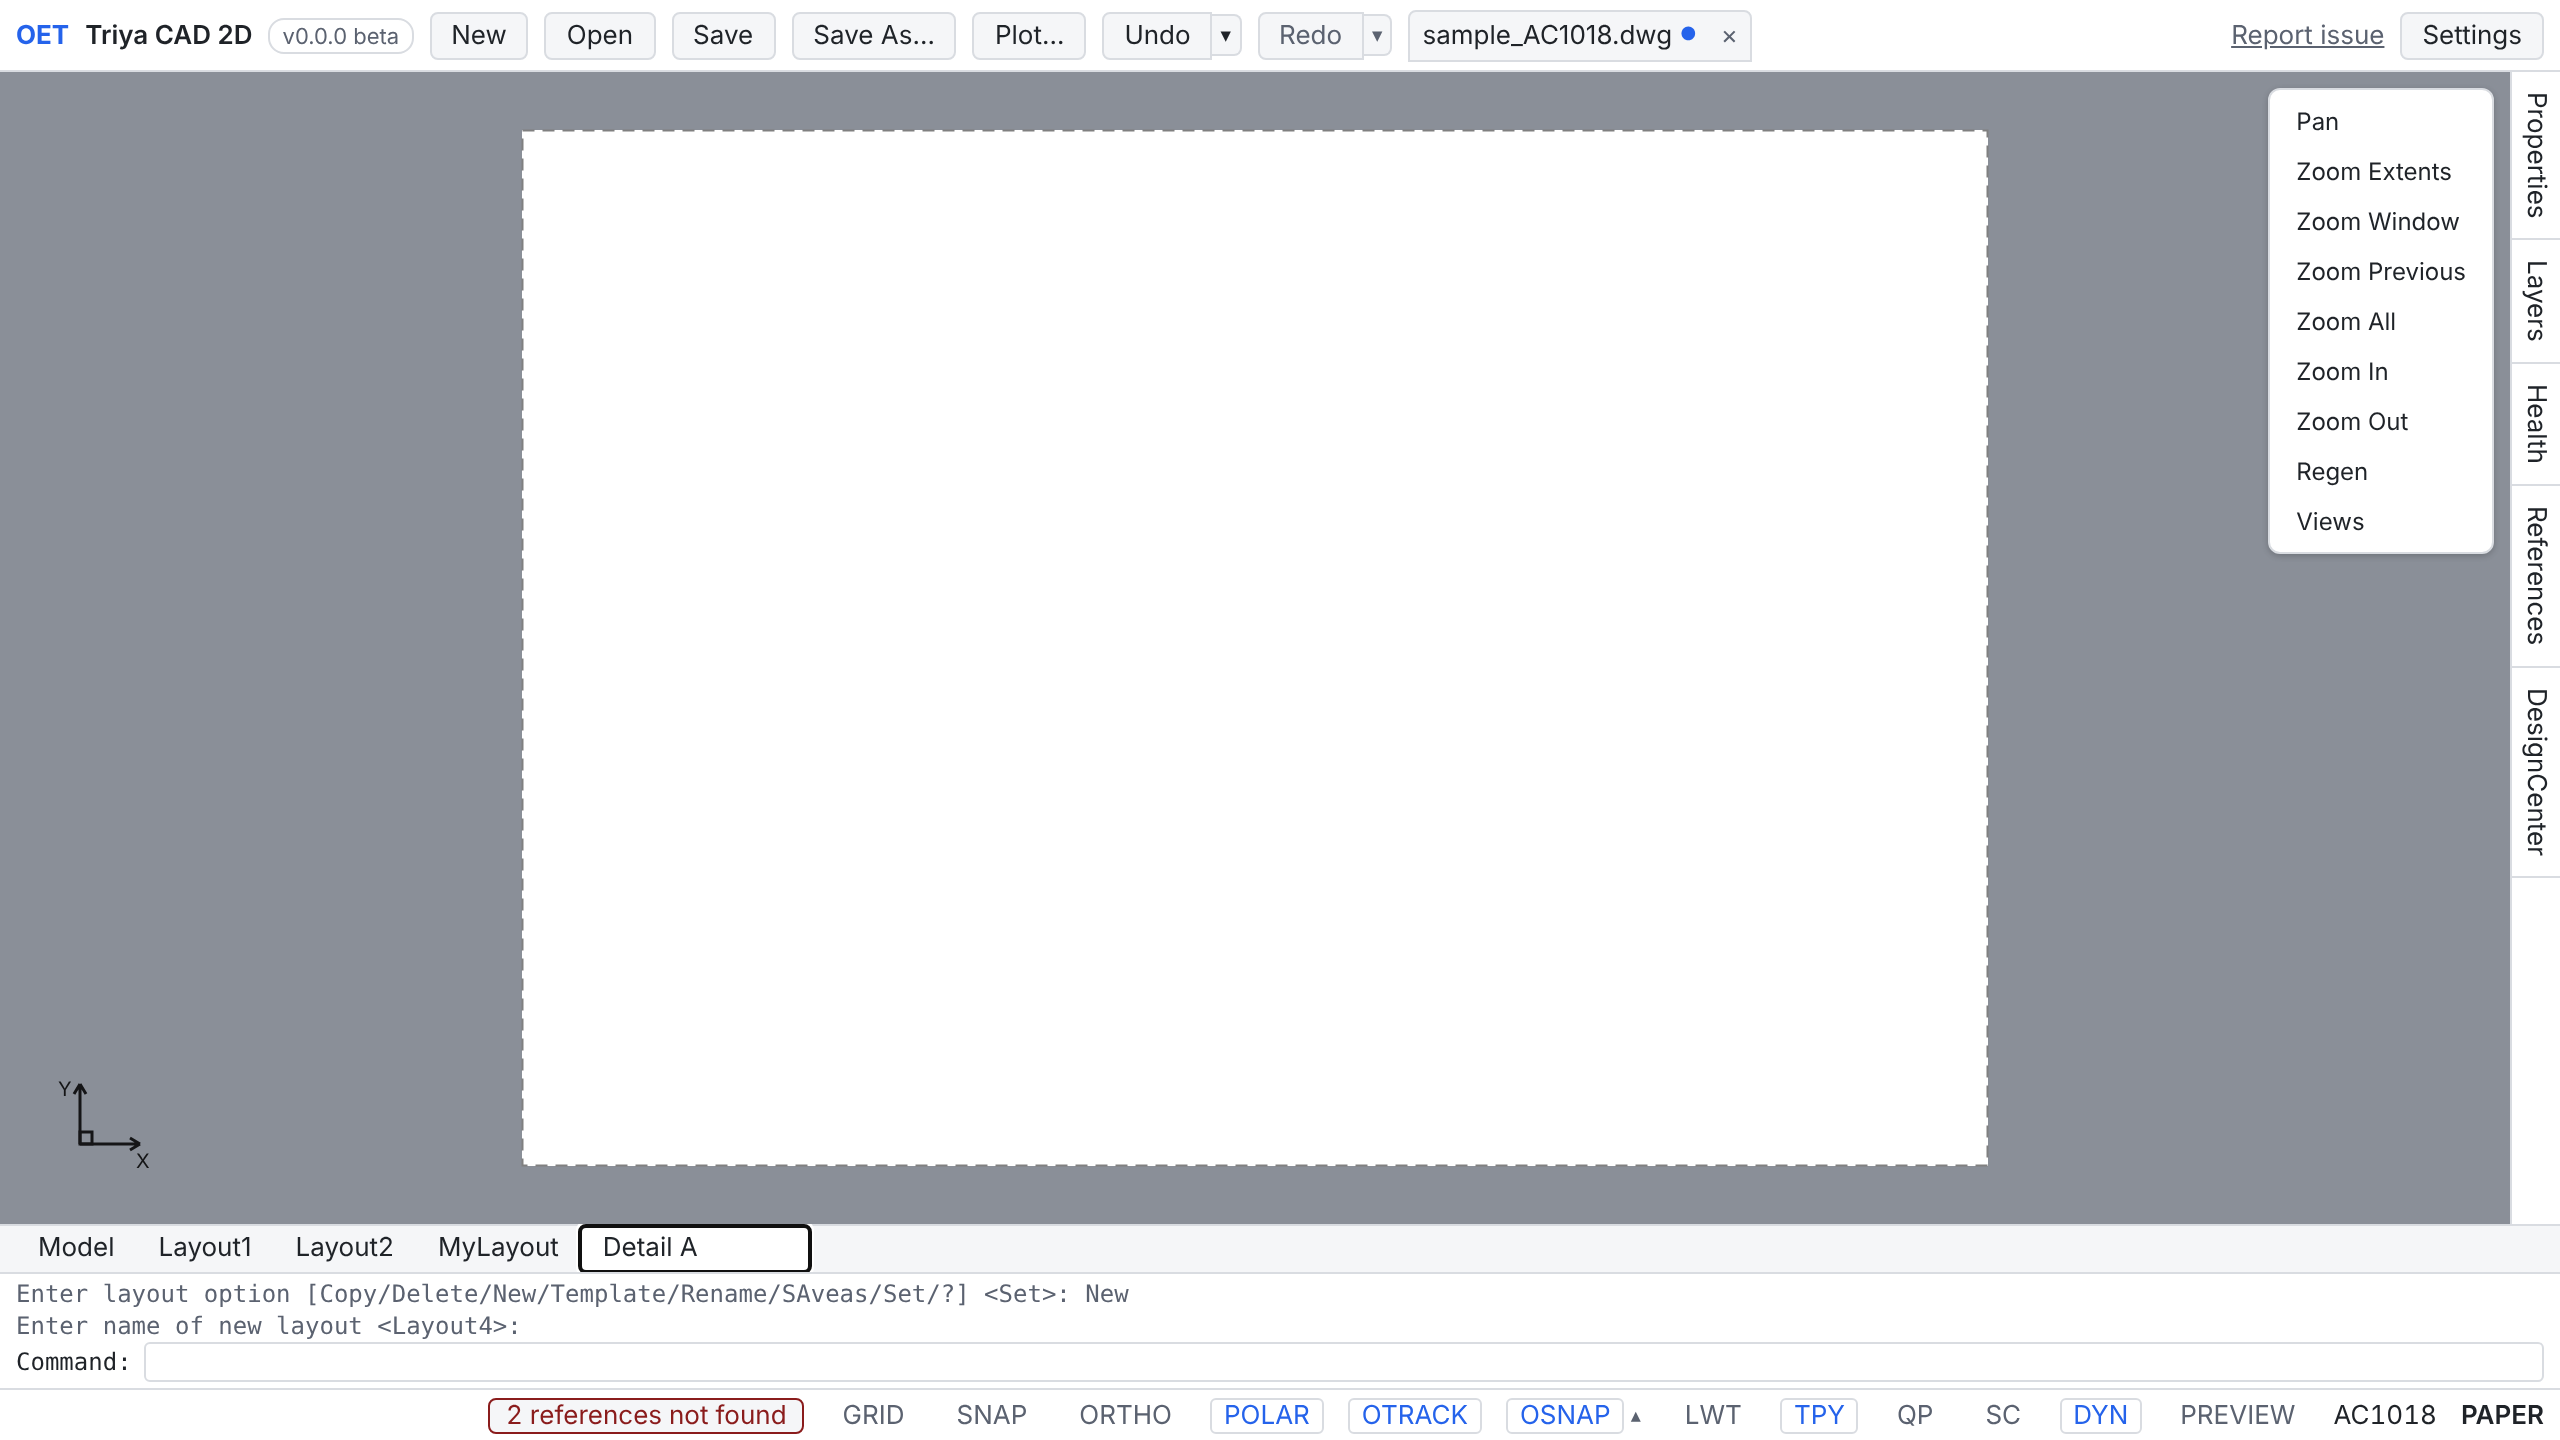 OET Triya CAD 2D v0.0.0 beta New Open Save Save As... Plot... Undo ▾ Redo ▾ sample_AC1018.dwg ● × Report issue Settings
Pan
Zoom Extents
Zoom Window
Zoom Previous
Zoom All
Zoom In
Zoom Out
Regen
Views
Properties
Layers
Health
References
DesignCenter
Y
X
Model Layout1 Layout2 MyLayout Detail A
Enter layout option [Copy/Delete/New/Template/Rename/SAveas/Set/?] <Set>: New
Enter name of new layout <Layout4>:
Command:
2 references not found GRID SNAP ORTHO POLAR OTRACK OSNAP ▴ LWT TPY QP SC DYN PREVIEW AC1018 PAPER